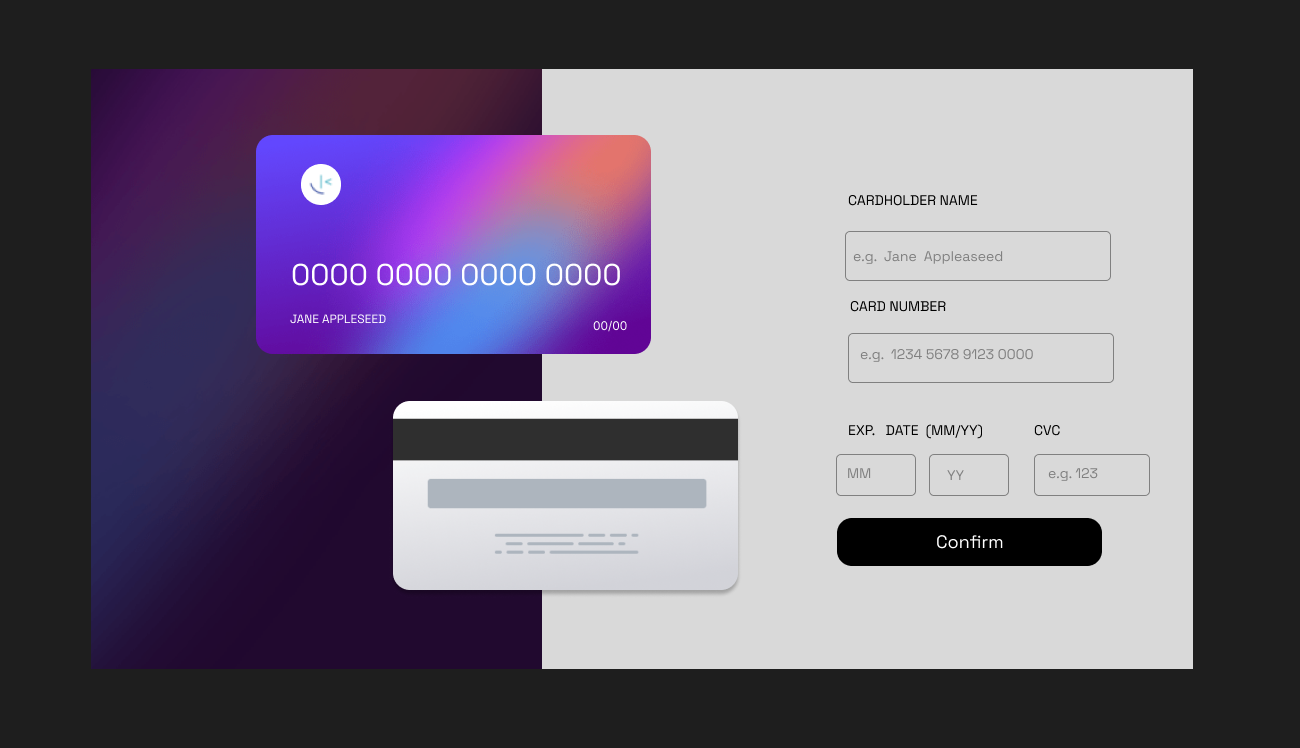 0000 0000 0000 0000
JANE APPLESEED
00/00
CARDHOLDER NAME
e.g. Jane Appleaseed
CARD NUMBER
e.g. 1234 5678 9123 0000
EXP. DATE (MM/YY) CVC
MM YY e.g. 123
Confirm